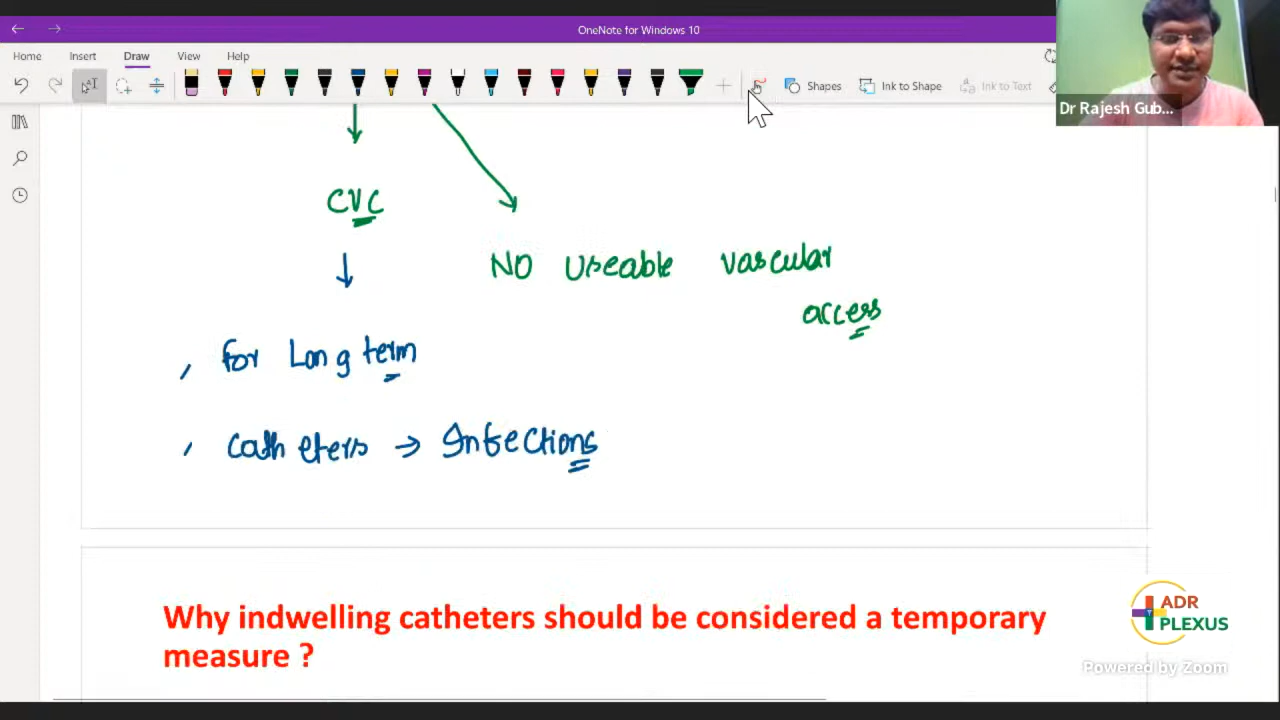 OneNote for Windows 10
Home Insert Draw View Help
Shapes Ink to Shape Ink to Text
Dr Rajesh Gub...
CVC
NO useable vascular
access
, for Long term
, Catheters → Infections
Why indwelling catheters should be considered a temporary
measure ?
ADR
PLEXUS
Powered by Zoom